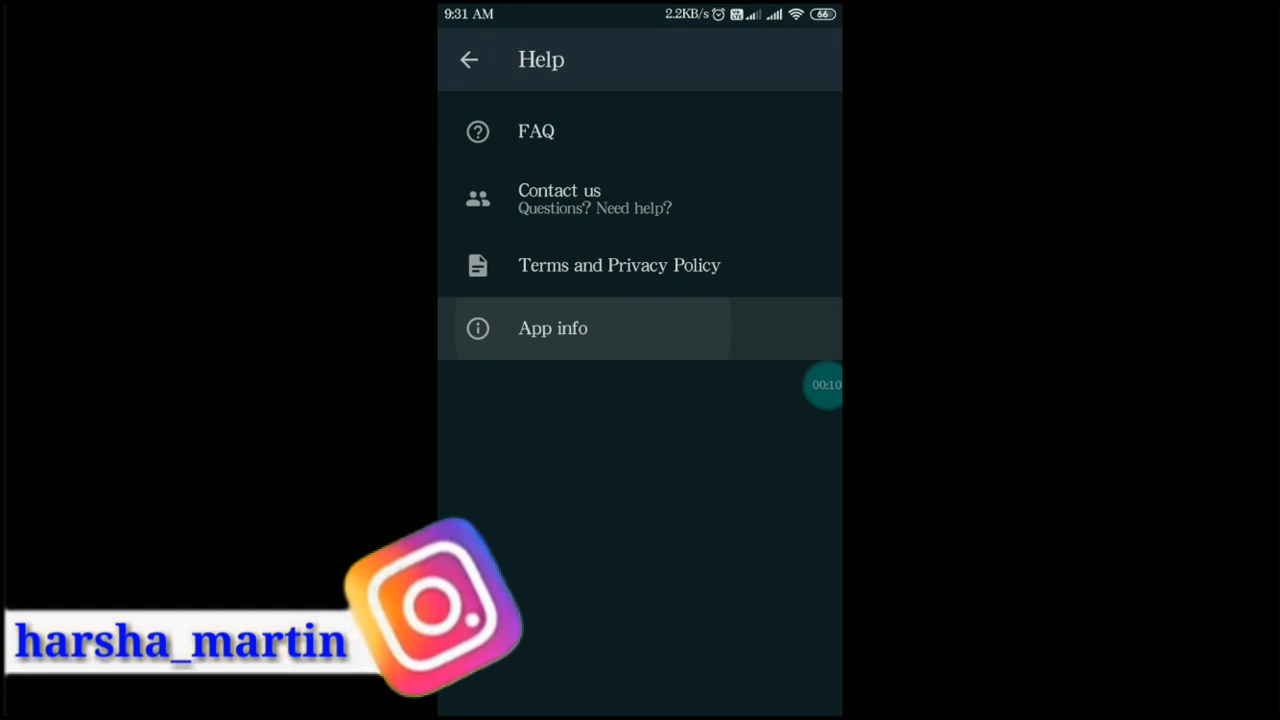 9:31 AM 2.2KB/s 66
Help
FAQ
Contact us
Questions? Need help?
Terms and Privacy Policy
App info
00:10
harsha_martin